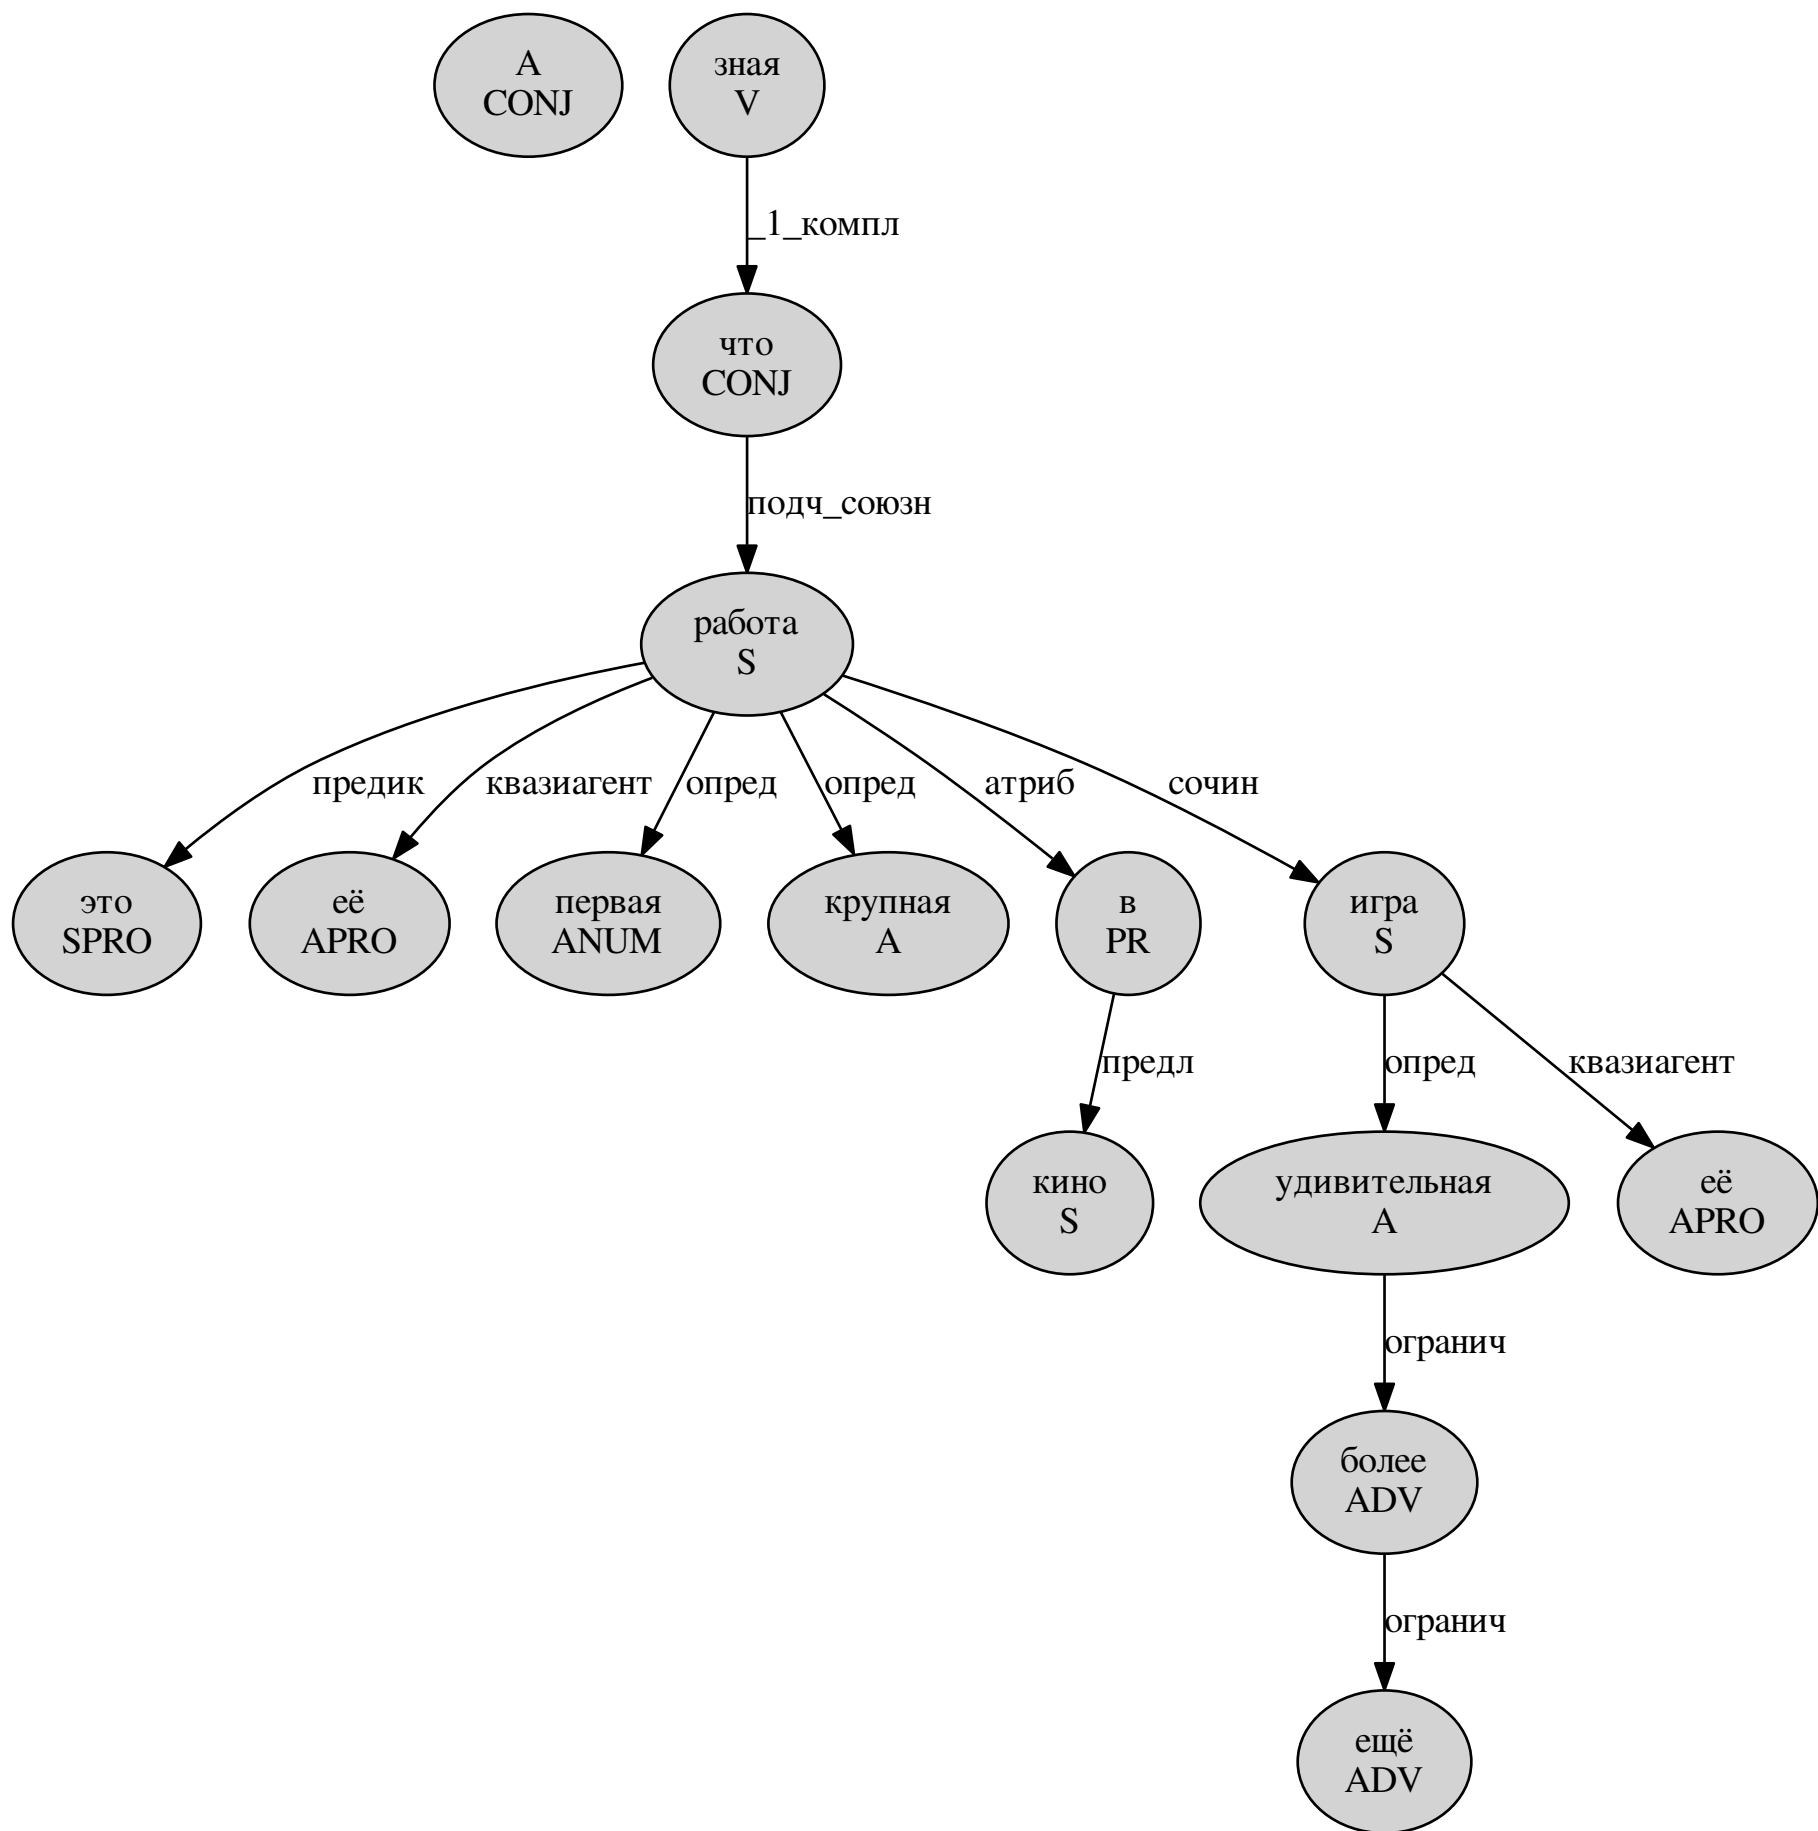 А
CONJ
зная
V
_1_компл
что
CONJ
подч_союзн
работа
S
предик
квазиагент
опред
опред
атриб
сочин
это
SPRO
её
APRO
первая
ANUM
крупная
A
в
PR
игра
S
предл
опред
квазиагент
кино
S
удивительная
A
её
APRO
огранич
более
ADV
огранич
ещё
ADV